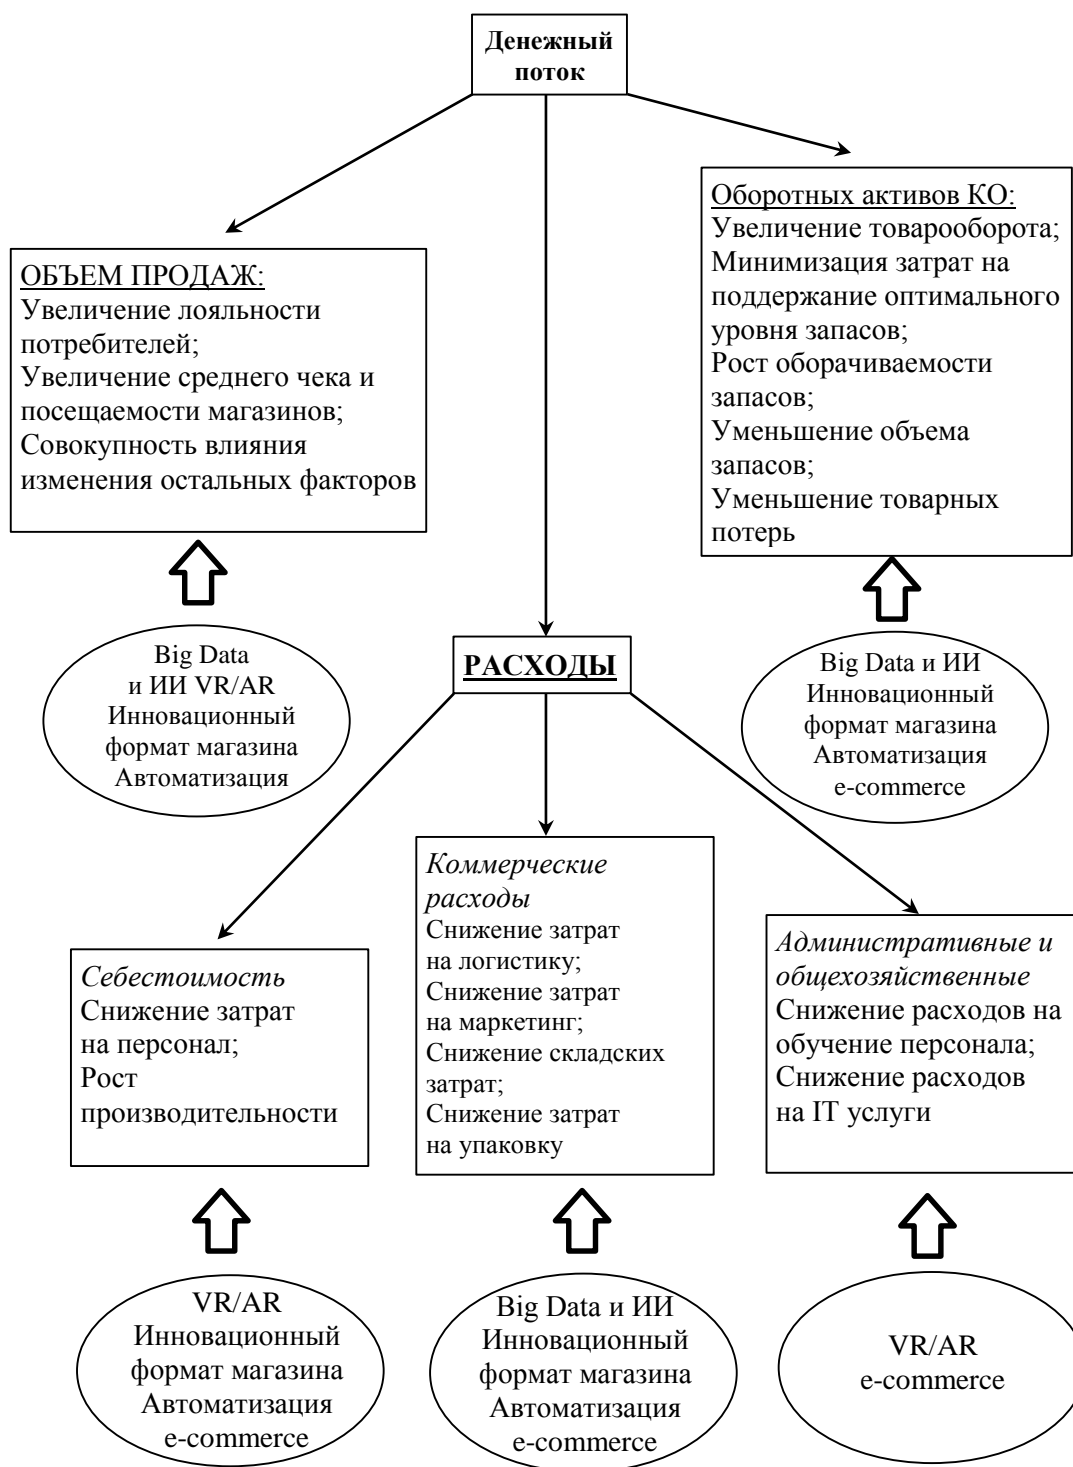 Денежный
поток
ОБЪЕМ ПРОДАЖ:
Увеличение лояльности
потребителей;
Увеличение среднего чека и
посещаемости магазинов;
Совокупность влияния
изменения остальных факторов
Оборотных активов КО:
Увеличение товарооборота;
Минимизация затрат на
поддержание оптимального
уровня запасов;
Рост оборачиваемости
запасов;
Уменьшение объема
запасов;
Уменьшение товарных
потерь
Big Data
и ИИ VR/AR
Инновационный
формат магазина
Автоматизация
РАСХОДЫ
Big Data и ИИ
Инновационный
формат магазина
Автоматизация
e-commerce
Себестоимость
Снижение затрат
на персонал;
Рост
производительности
Коммерческие
расходы
Снижение затрат
на логистику;
Снижение затрат
на маркетинг;
Снижение складских
затрат;
Снижение затрат
на упаковку
Административные и
общехозяйственные
Снижение расходов на
обучение персонала;
Снижение расходов
на IT услуги
VR/AR
Инновационный
формат магазина
Автоматизация
e-commerce
Big Data и ИИ
Инновационный
формат магазина
Автоматизация
e-commerce
VR/AR
e-commerce